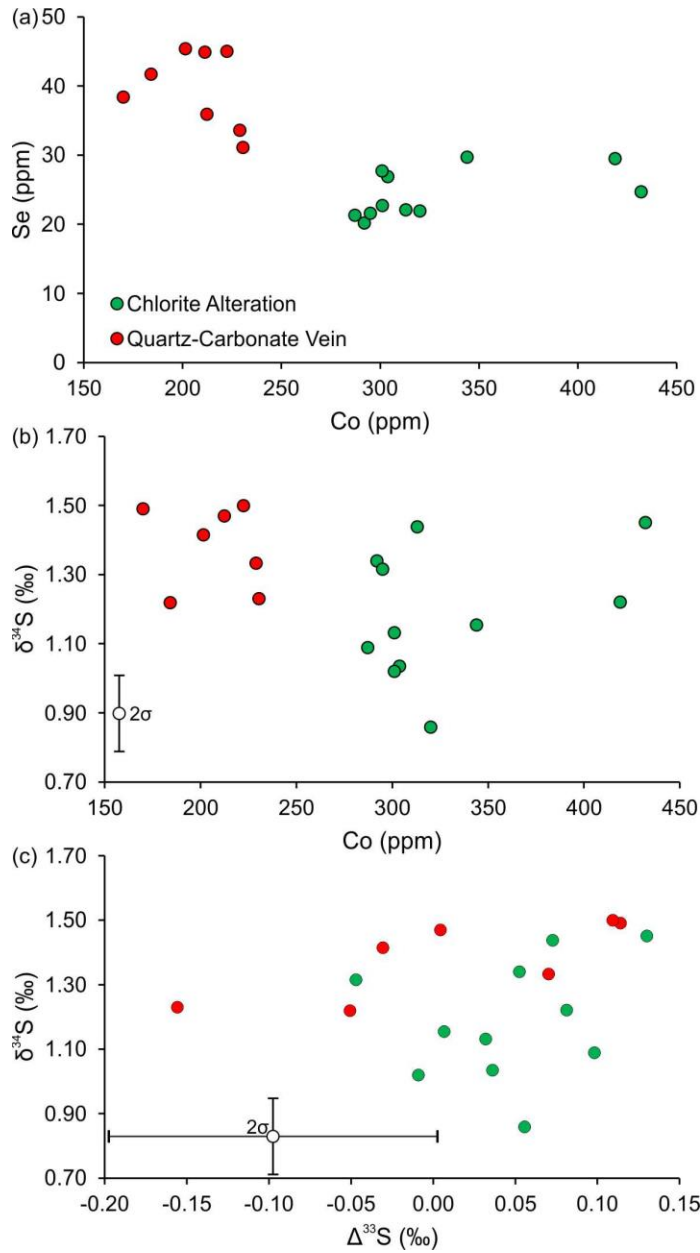 (a)
50
40
30
20
10
0
Se (ppm)
Chlorite Alteration
Quartz-Carbonate Vein
150 200 250 300 350 400 450
Co (ppm)
(b)
1.70
1.50
1.30
1.10
0.90
0.70
δ³⁴S (‰)
2σ
150 200 250 300 350 400 450
Co (ppm)
(c)
1.70
1.50
1.30
1.10
0.90
0.70
δ³⁴S (‰)
2σ
-0.20 -0.15 -0.10 -0.05 0.00 0.05 0.10 0.15
Δ³³S (‰)